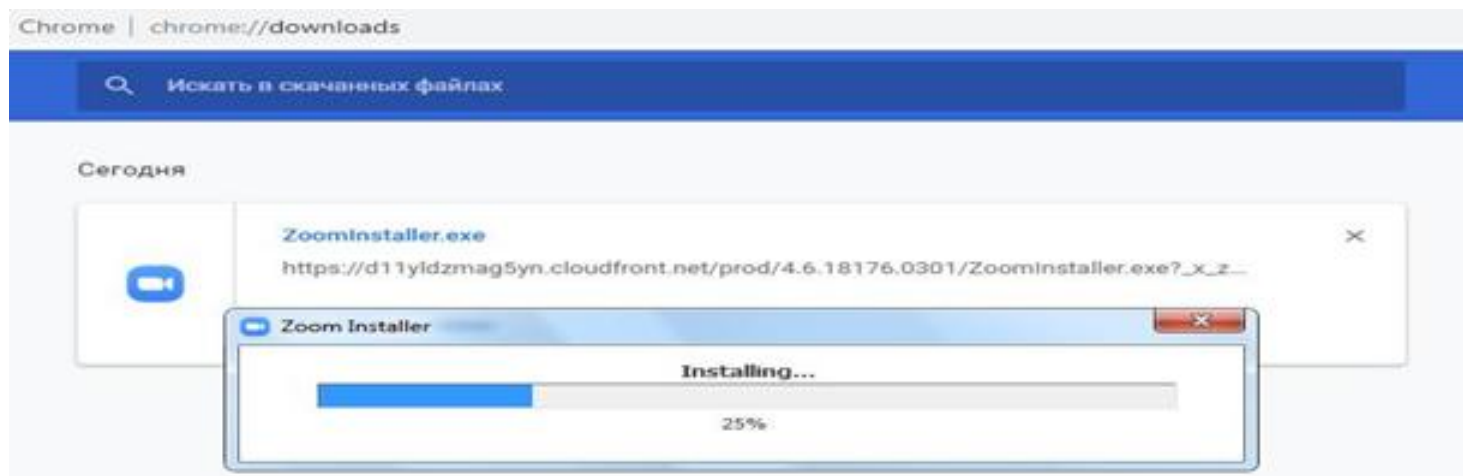 Chrome | chrome://downloads
Искать в скачанных файлах
Сегодня
ZoomInstaller.exe
https://d11yldzmag5yn.cloudfront.net/prod/4.6.18176.0301/ZoomInstaller.exe?_x_z...
Zoom Installer
Installing...
25%